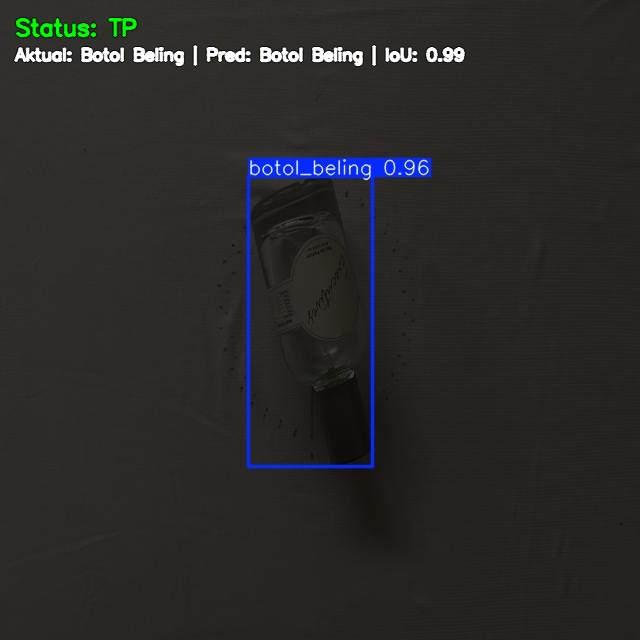 Status: TP
Aktual: Botol Beling | Pred: Botol Beling | IoU: 0.99
botol_beling 0.96